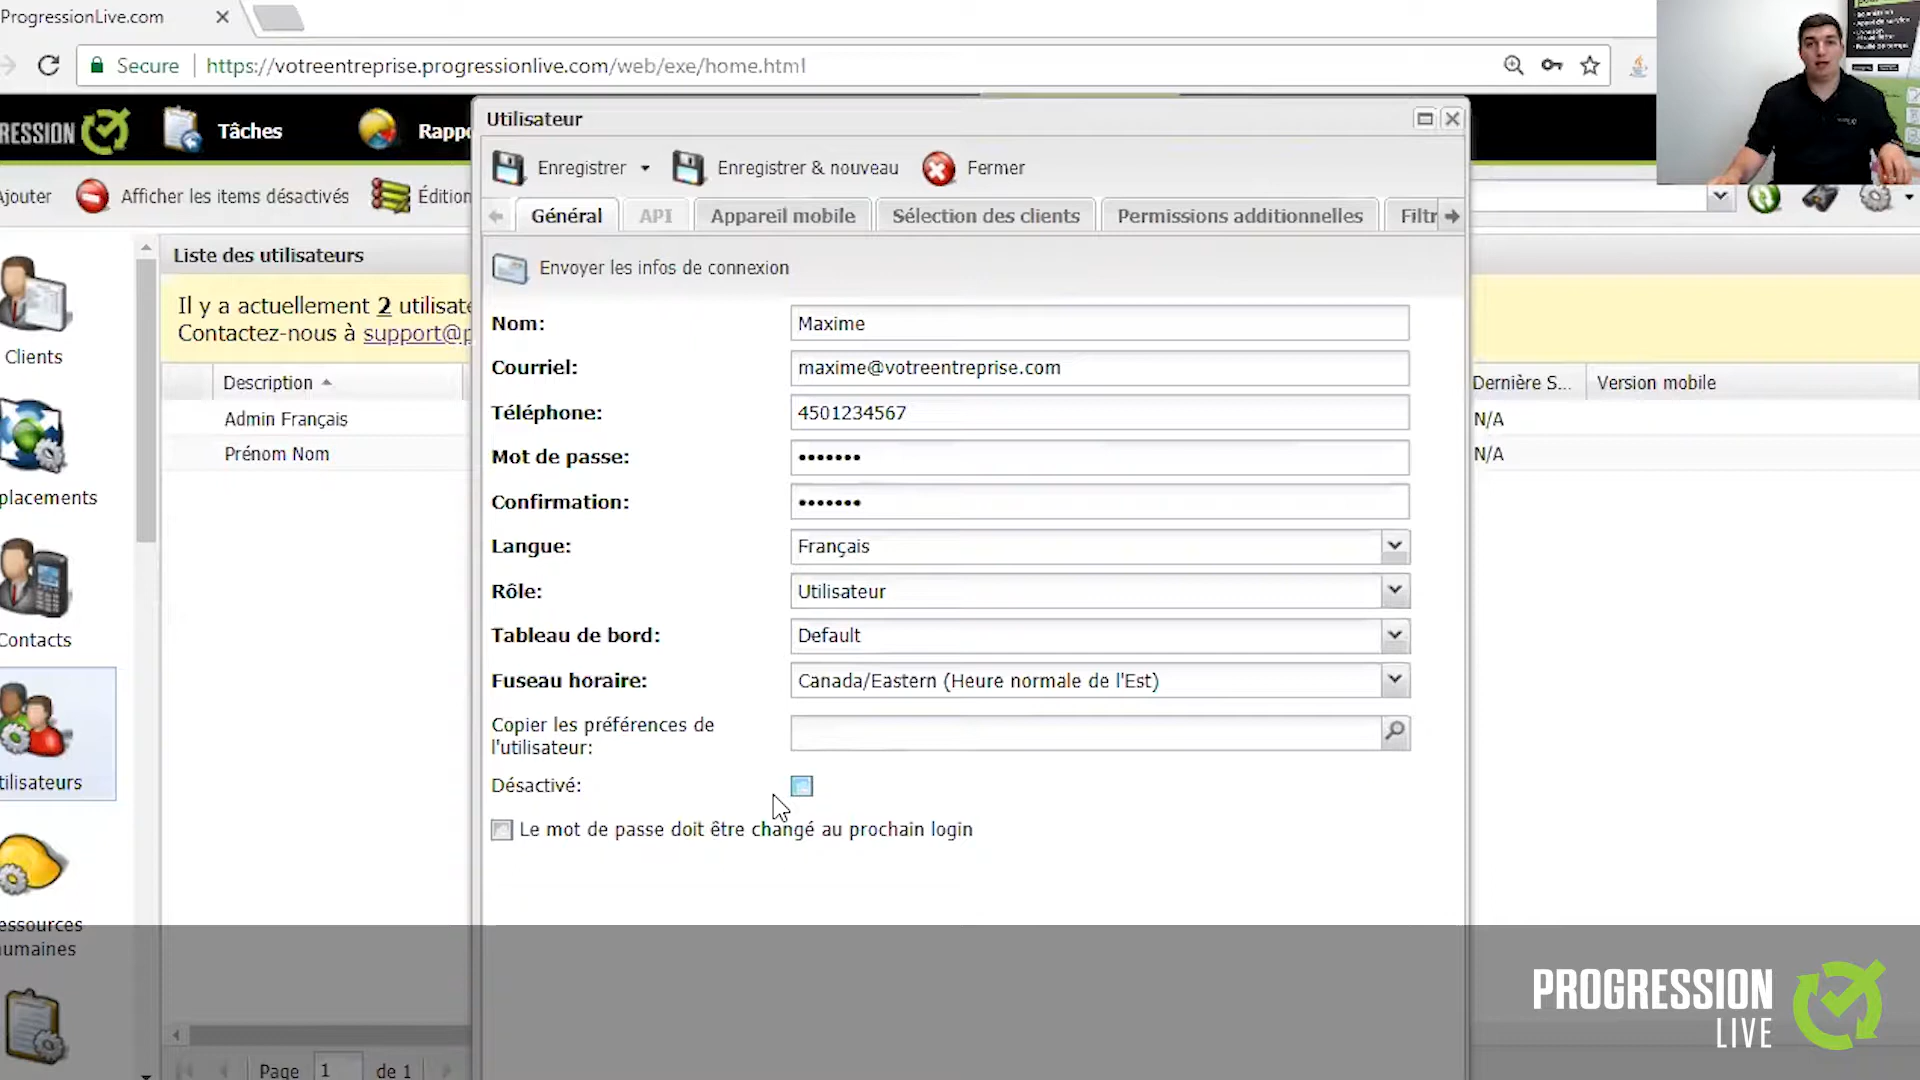 ProgressionLive.com
Secure
https://votreentreprise.progressionlive.com/web/exe/home.html
RESSION
Tâches
Rappo
Utilisateur
Enregistrer
Enregistrer & nouveau
Fermer
Ajouter
Afficher les items désactivés
Édition
Général
API
Appareil mobile
Sélection des clients
Permissions additionnelles
Filtr
Liste des utilisateurs
Envoyer les infos de connexion
Il y a actuellement 2 utilisate
Contactez-nous à support@p
Clients
Description
Dernière S...
Version mobile
Admin Français
N/A
Prénom Nom
N/A
Nom:
Maxime
Courriel:
maxime@votreentreprise.com
Téléphone:
4501234567
Mot de passe:
•••••••
Confirmation:
•••••••
Langue:
Français
Rôle:
Utilisateur
Tableau de bord:
Default
Fuseau horaire:
Canada/Eastern (Heure normale de l'Est)
Copier les préférences de
l'utilisateur:
Désactivé:
Le mot de passe doit être changé au prochain login
placements
Contacts
tilisateurs
essources
umaines
Page
1
de 1
PROGRESSION
LIVE